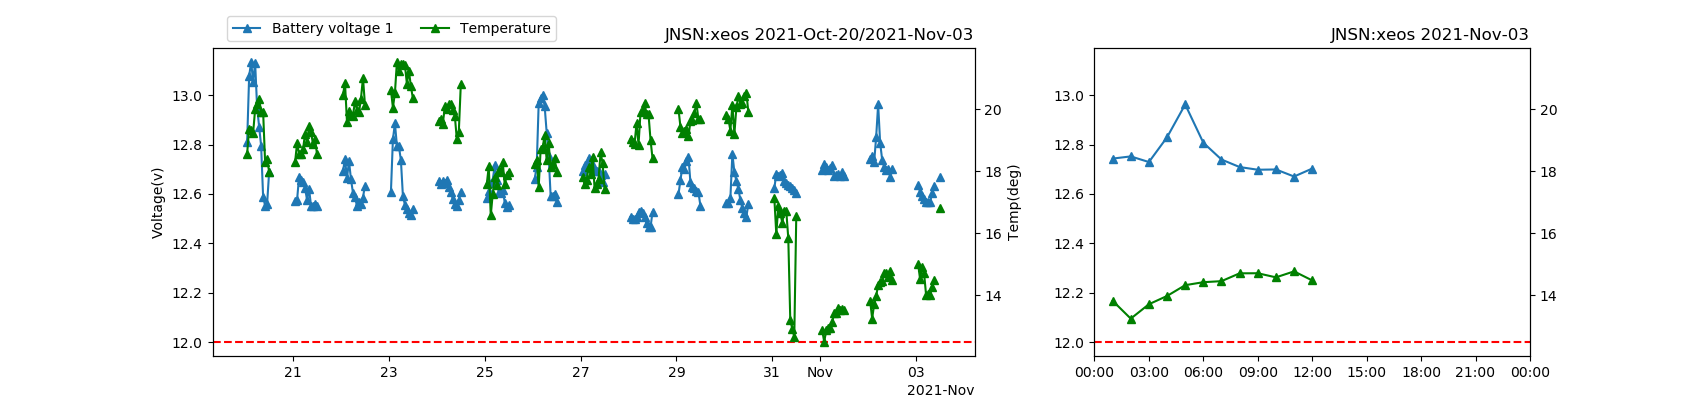 Battery voltage 1 Temperature
JNSN:xeos 2021-Oct-20/2021-Nov-03
Voltage(v)
13.0
12.8
12.6
12.4
12.2
12.0
21 23 25 27 29 31 Nov 03
2021-Nov
20
18
16
14
Temp(deg)
JNSN:xeos 2021-Nov-03
13.0
12.8
12.6
12.4
12.2
12.0
00:00 03:00 06:00 09:00 12:00 15:00 18:00 21:00 00:00
20
18
16
14